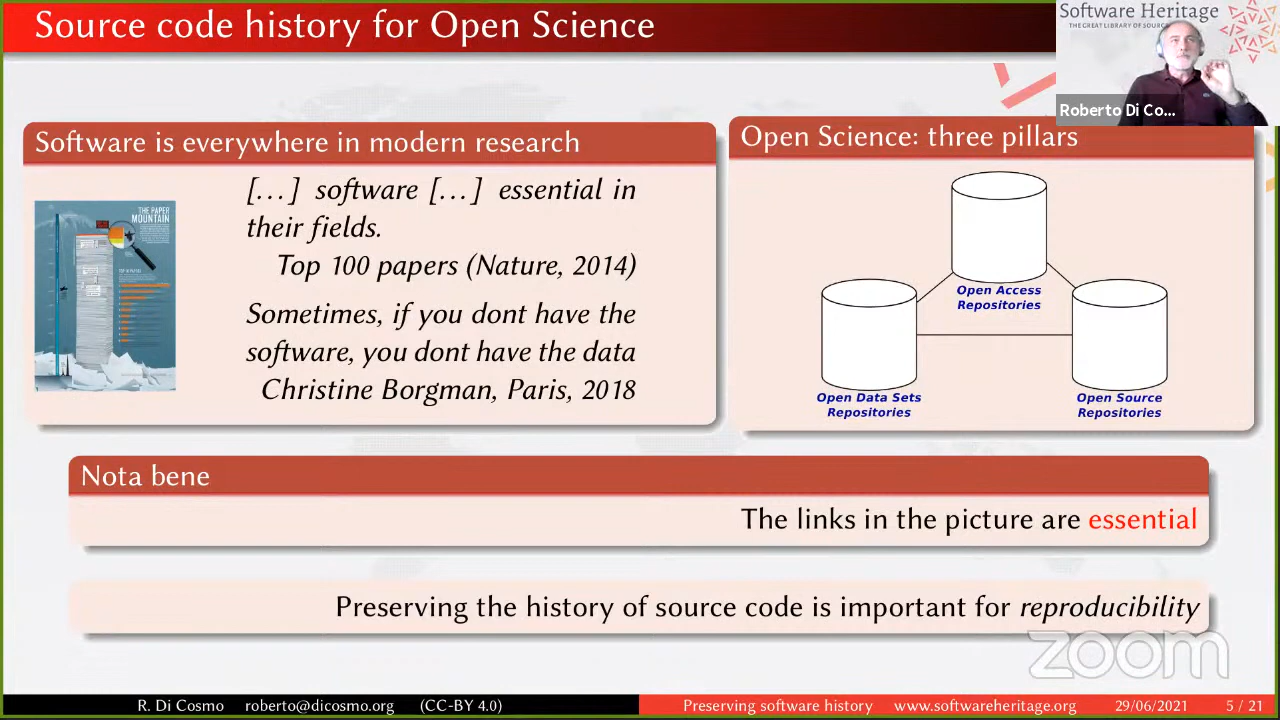 Source code history for Open Science
Software Heritage
THE GREAT LIBRARY OF SOURCE
Roberto Di Co...
Software is everywhere in modern research
THE PAPER
MOUNTAIN
[...] software [...] essential in
their fields.
Top 100 papers (Nature, 2014)
Sometimes, if you dont have the
software, you dont have the data
Christine Borgman, Paris, 2018
Open Science: three pillars
Open Access
Repositories
Open Data Sets
Repositories
Open Source
Repositories
Nota bene
The links in the picture are essential
Preserving the history of source code is important for reproducibility
zoom
R. Di Cosmo roberto@dicosmo.org (CC-BY 4.0)
Preserving software history www.softwareheritage.org 29/06/2021 5 / 21